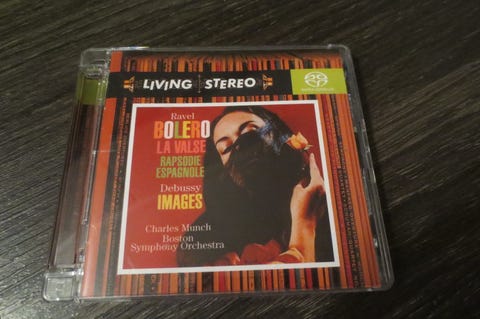 LIVING STEREO
Ravel
BOLERO
LA VALSE
RAPSODIE
ESPAGNOLE
Debussy
IMAGES
Charles Munch
Boston
Symphony Orchestra